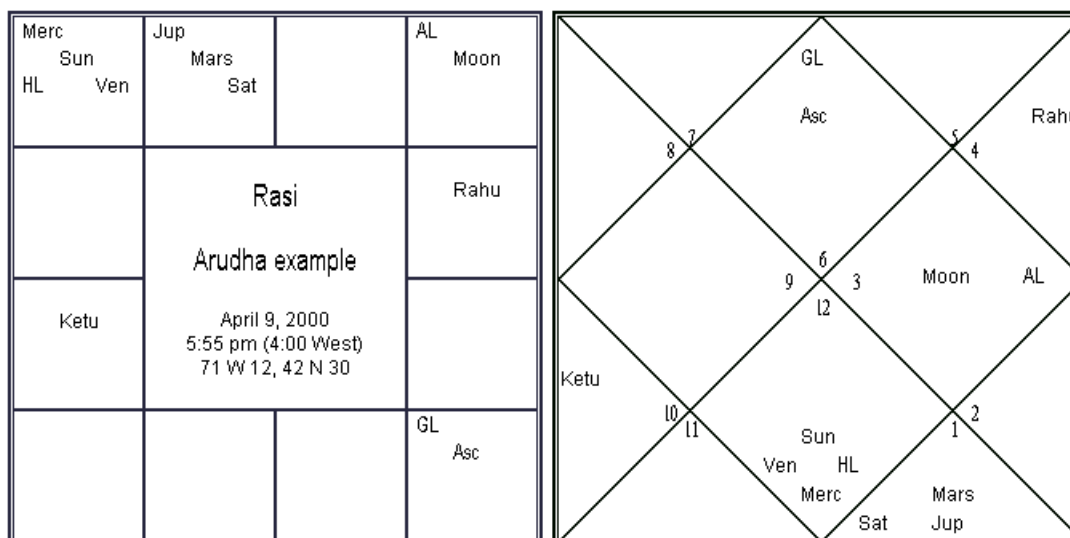 Merc
Sun
HL Ven
Jup
Mars
Sat
AL
Moon
Rahu
Ketu
GL
Asc
Rasi
Arudha example
April 9, 2000
5:55 pm (4:00 West)
71 W 12, 42 N 30
GL
Asc
Rahu
7
8
5
4
6
9
3
12
Moon AL
Ketu
10
11
2
1
Sun
Ven HL
Merc
Mars
Sat Jup